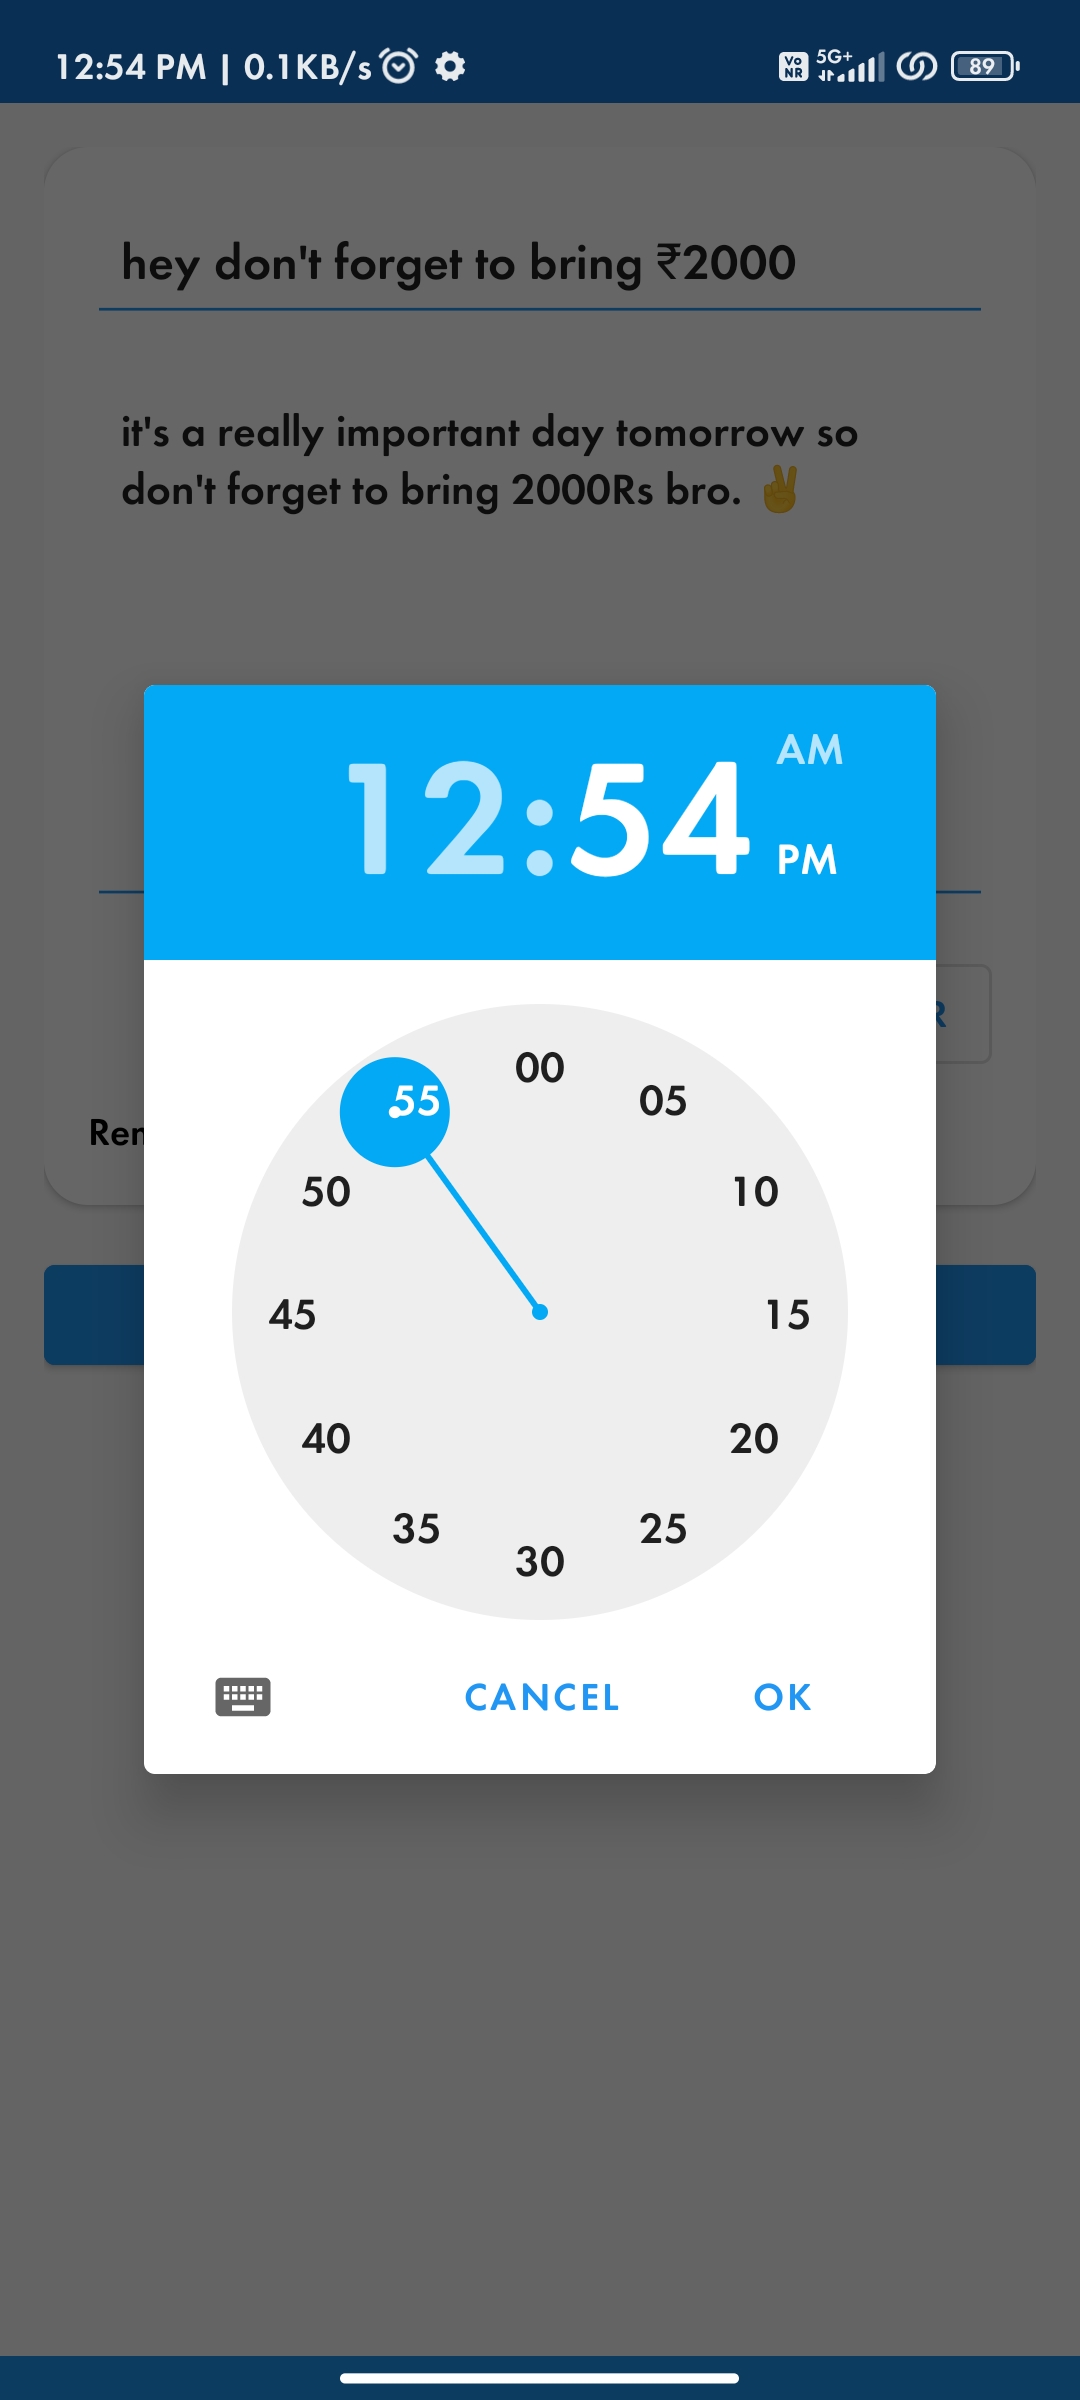 12:54 PM | 0.1KB/s
Vo NR 5G+ 89
hey don't forget to bring ₹2000
it's a really important day tomorrow so
don't forget to bring 2000Rs bro. ✌
12:54
AM
PM
00
05
10
15
20
25
30
35
40
45
50
55
CANCEL
OK